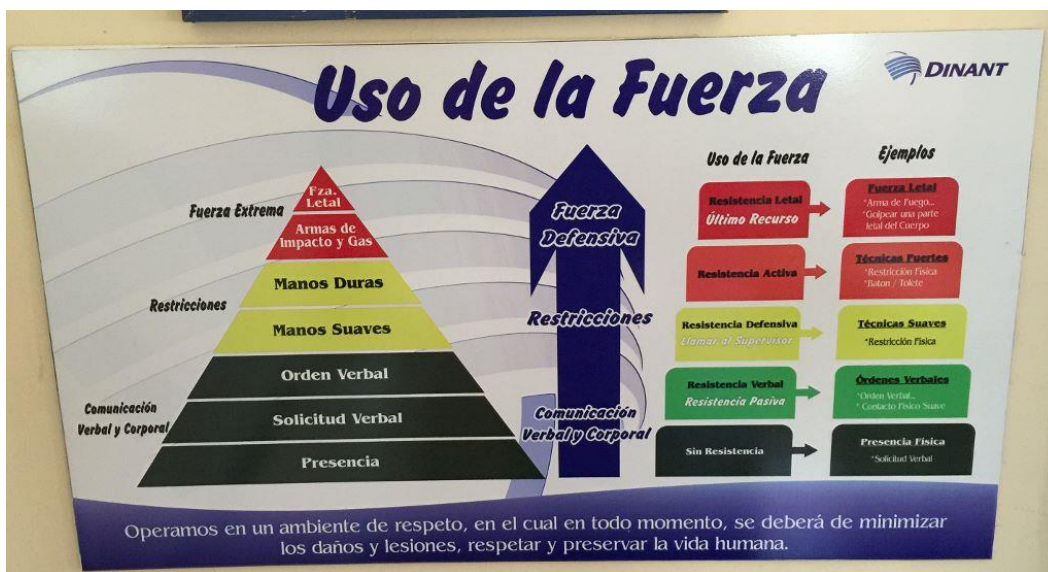 Uso de la Fuerza
DINANT
Fuerza Extrema
Restricciones
Comunicación
Verbal y Corporal
Fza.
Letal
Armas de
Impacto y Gas
Manos Duras
Manos Suaves
Orden Verbal
Solicitud Verbal
Presencia
Fuerza
Defensiva
Restricciones
Comunicación
Verbal y Corporal
Uso de la Fuerza
Ejemplos
Resistencia Letal
Último Recurso
Fuerza Letal
*Arma de Fuego...
*Golpear una parte
letal del Cuerpo
Resistencia Activa
Técnicas Fuertes
*Restricción Física
*Baton / Tolete
Resistencia Defensiva
Llamar al Supervisor
Técnicas Suaves
*Restricción Física
Resistencia Verbal
Resistencia Pasiva
Órdenes Verbales
*Orden Verbal...
* Contacto Físico Suave
Sin Resistencia
Presencia Física
*Solicitud Verbal
Operamos en un ambiente de respeto, en el cual en todo momento, se deberá de minimizar
los daños y lesiones, respetar y preservar la vida humana.